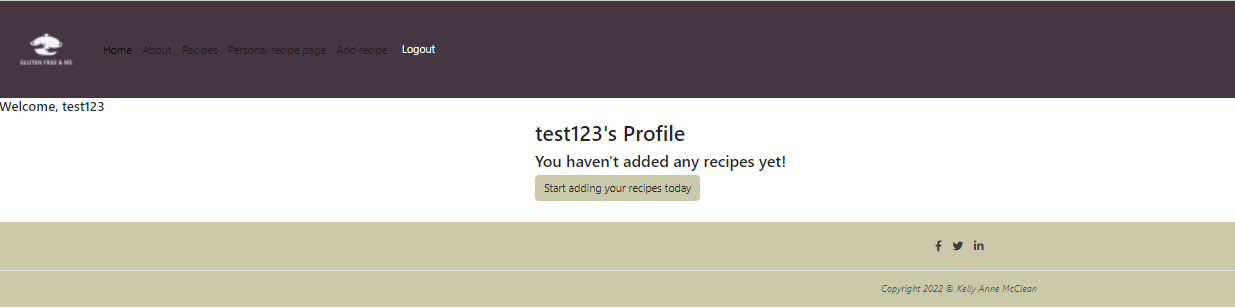 GLUTEN FREE & ME
Home About Recipes Personal recipe page Add recipe Logout
Welcome, test123
test123's Profile
You haven't added any recipes yet!
Start adding your recipes today
Copyright 2022 © Kelly Anne McClean